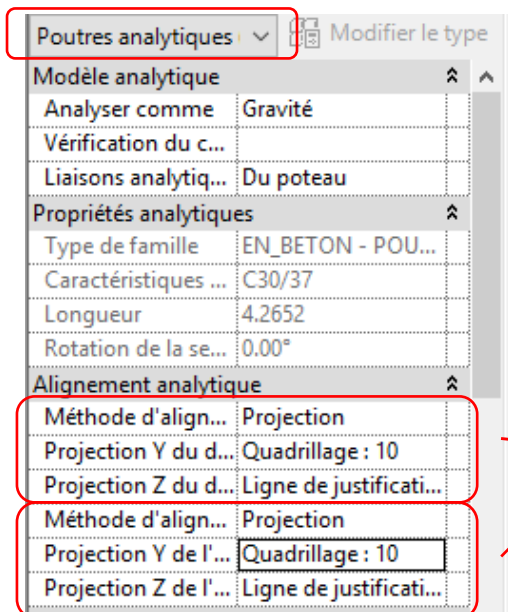 Poutres analytiques Modifier le type
Modèle analytique
Analyser comme Gravité
Vérification du c...
Liaisons analytiq... Du poteau
Propriétés analytiques
Type de famille EN_BETON - POU...
Caractéristiques ... C30/37
Longueur 4.2652
Rotation de la se... 0.00°
Alignement analytique
Méthode d'align... Projection
Projection Y du d... Quadrillage : 10
Projection Z du d... Ligne de justificati...
Méthode d'align... Projection
Projection Y de l'... Quadrillage : 10
Projection Z de l'... Ligne de justificati...